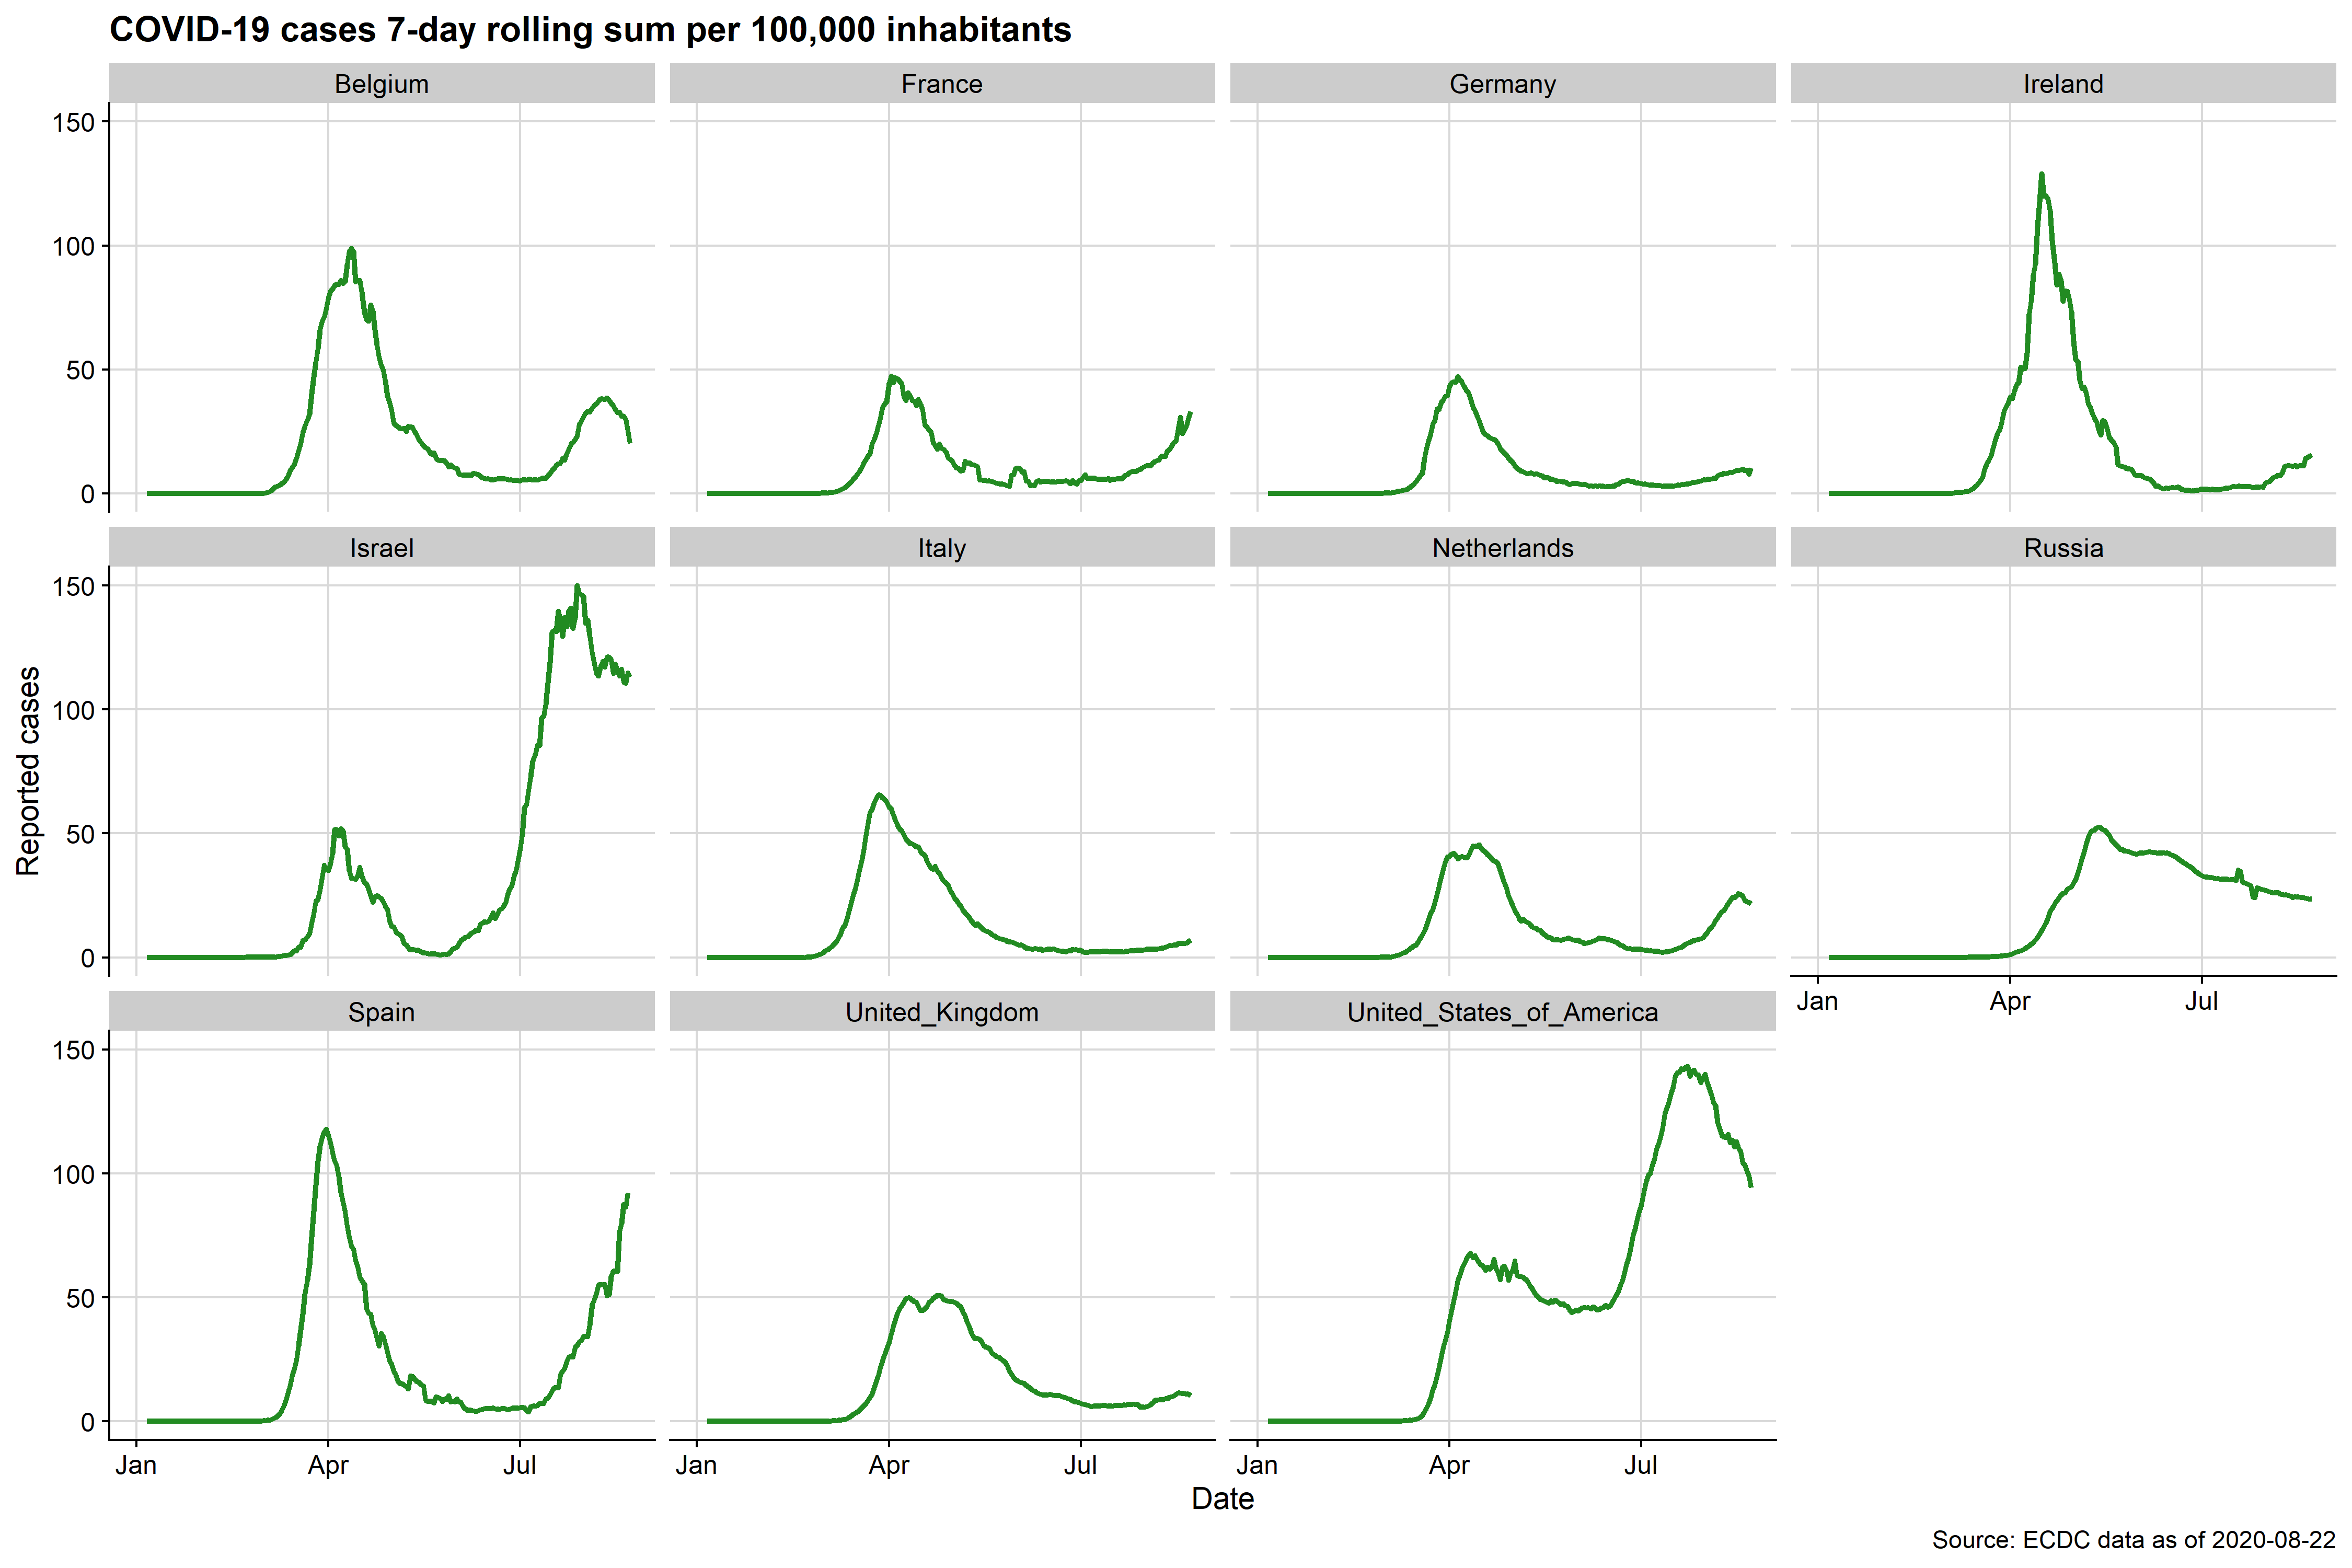 COVID-19 cases 7-day rolling sum per 100,000 inhabitants
Belgium France Germany Ireland
150
100
50
0
Israel Italy Netherlands Russia
150
100
50
0
Jan Apr Jul
Spain United_Kingdom United_States_of_America
150
100
50
0
Jan Apr Jul Jan Apr Jul Jan Apr Jul
Reported cases
Date
Source: ECDC data as of 2020-08-22